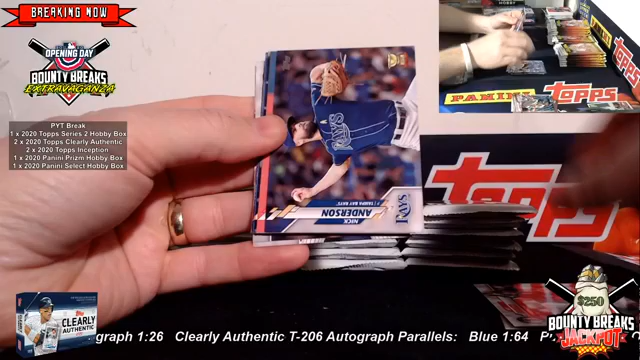 BREAKING NOW
OPENING DAY
BOUNTY BREAKS
EXTRAVAGANZA
PYT Break
1 x 2020 Topps Series 2 Hobby Box
2 x 2020 Topps Clearly Authentic
2 x 2020 Topps Inception
1 x 2020 Panini Prizm Hobby Box
1 x 2020 Panini Select Hobby Box
PANINI
topps
RAYS
NICK
ANDERSON
TAMPA BAY RAYS
RAYS
topps
CLEARLY
AUTHENTIC
$250
BOUNTY BREAKS
JACKPOT
graph 1:26 Clearly Authentic T-206 Autograph Parallels: Blue 1:64